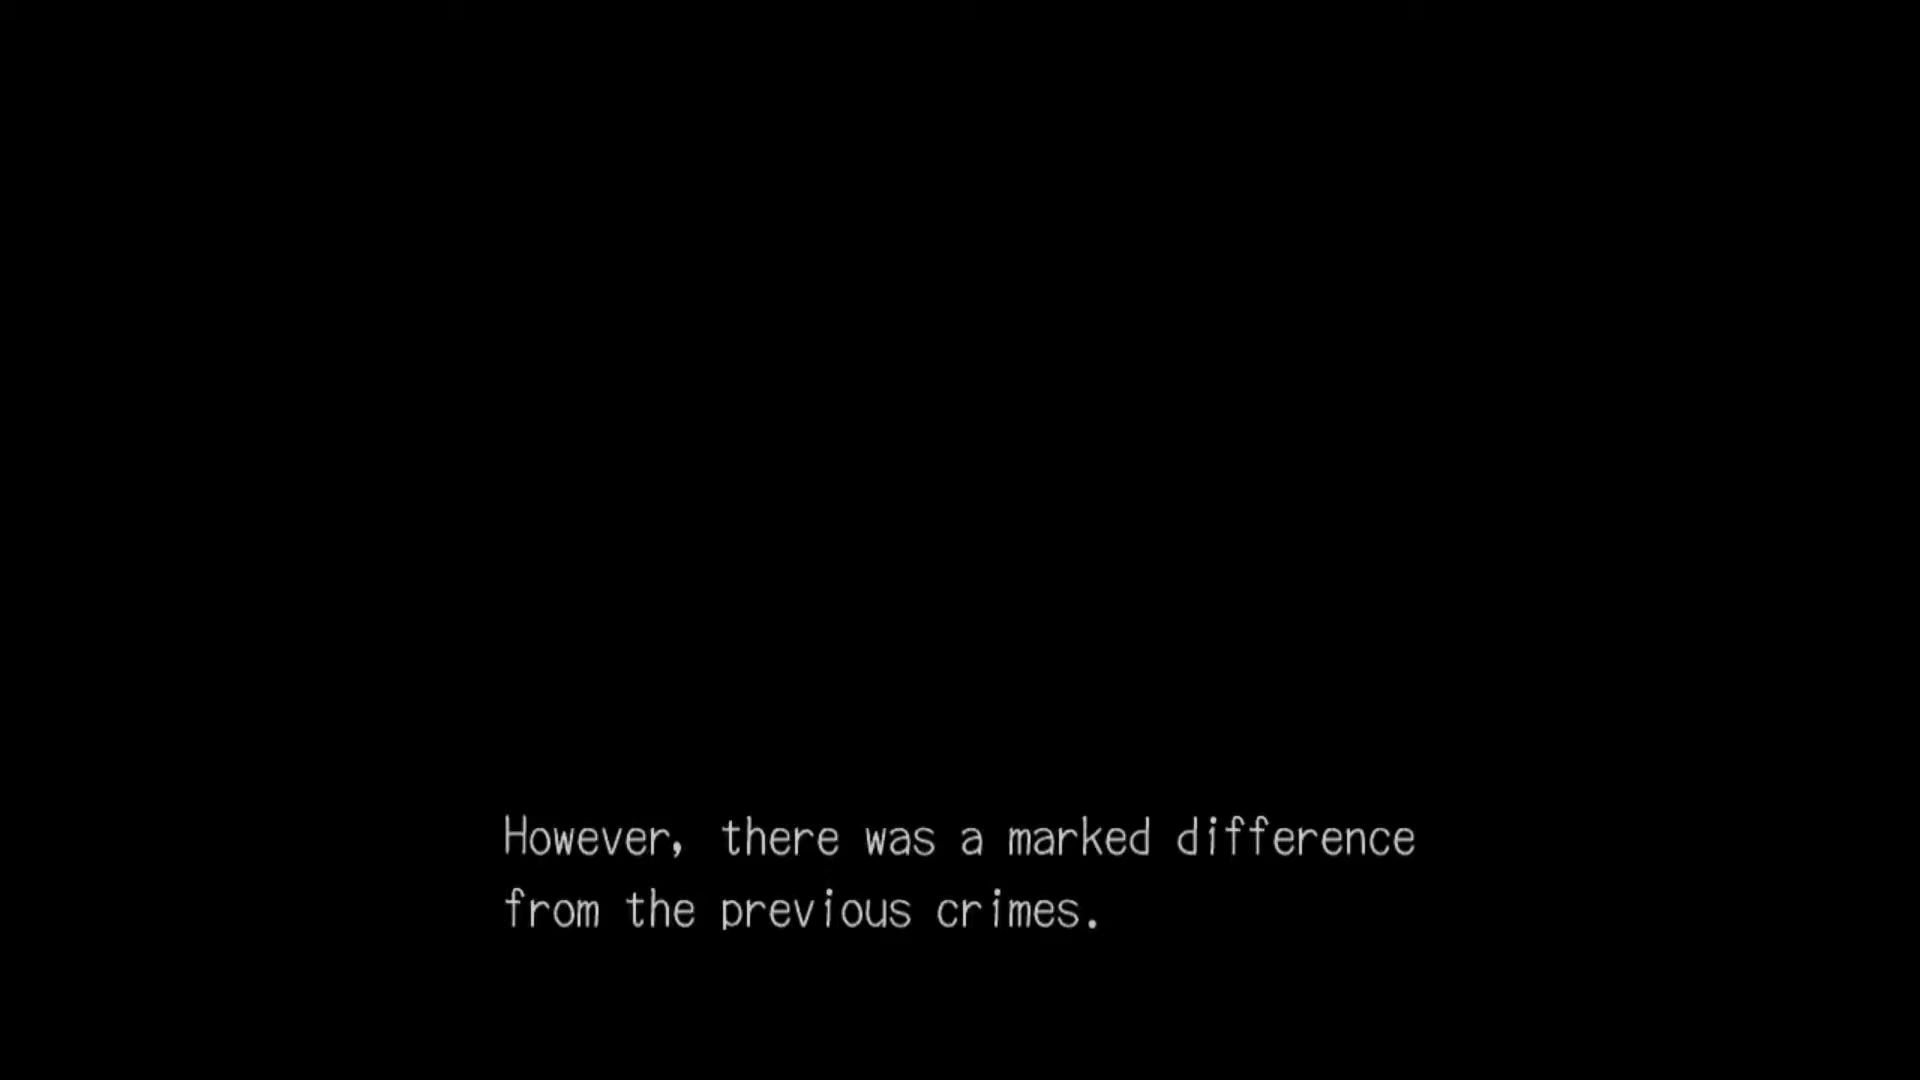 However, there was a marked difference
from the previous crimes.